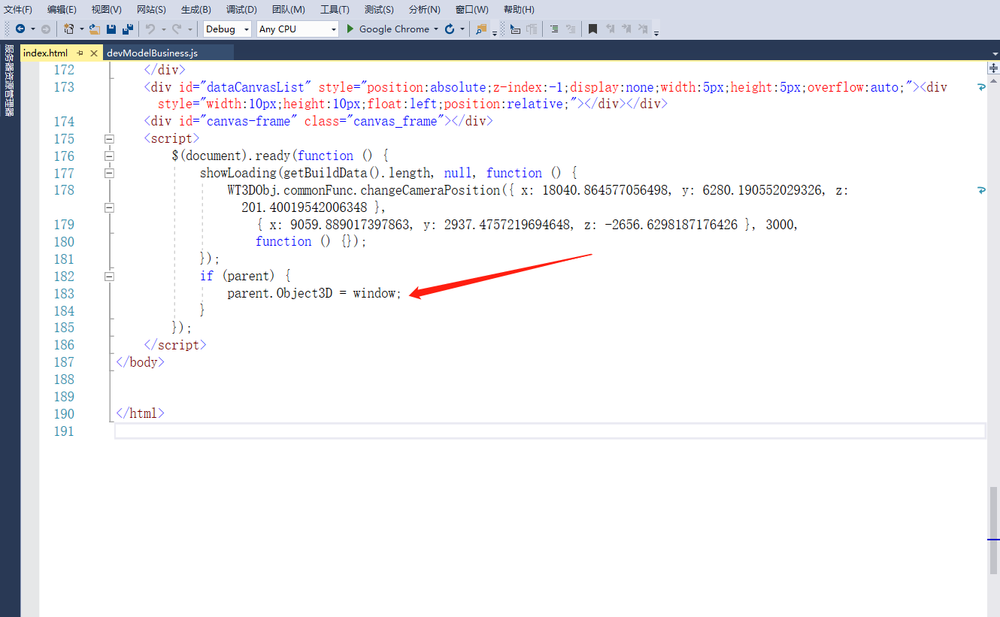 文件(F) 编辑(E) 视图(V) 网站(S) 生成(B) 调试(D) 团队(M) 工具(T) 测试(S) 分析(N) 窗口(W) 帮助(H)
Debug Any CPU Google Chrome
服务器资源管理器
index.html devModelBusiness.js
172 </div>
173 <div id="dataCanvasList" style="position:absolute;z-index:-1;display:none;width:5px;height:5px;overflow:auto;"><div
style="width:10px;height:10px;float:left;position:relative;"></div></div>
174 <div id="canvas-frame" class="canvas_frame"></div>
175 <script>
176 $(document).ready(function () {
177 showLoading(getBuildData().length, null, function () {
178 WT3DObj.commonFunc.changeCameraPosition({ x: 18040.864577056498, y: 6280.190552029326, z:
201.40019542006348 },
179 { x: 9059.889017397863, y: 2937.4757219694648, z: -2656.6298187176426 }, 3000,
180 function () {});
181 });
182 if (parent) {
183 parent.Object3D = window;
184 }
185 });
186 </script>
187 </body>
188
189
190 </html>
191